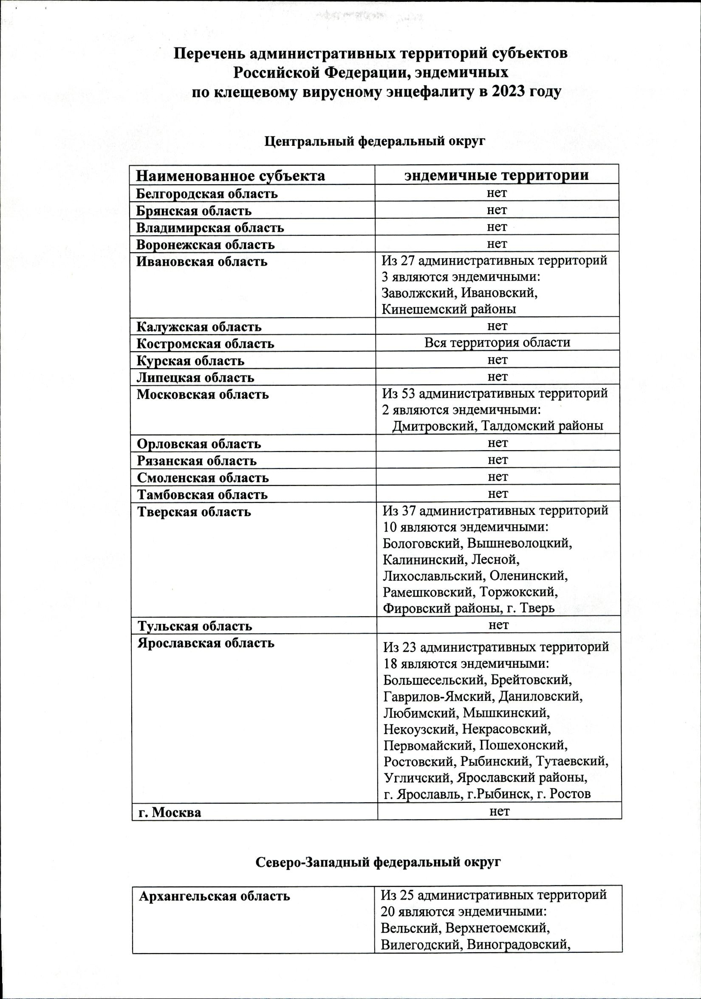 Перечень административных территорий субъектов
Российской Федерации, эндемичных
по клещевому вирусному энцефалиту в 2023 году
Центральный федеральный округ
Наименованное субъекта эндемичные территории
Белгородская область нет
Брянская область нет
Владимирская область нет
Воронежская область нет
Ивановская область Из 27 административных территорий
3 являются эндемичными:
Заволжский, Ивановский,
Кинешемский районы
Калужская область нет
Костромская область Вся территория области
Курская область нет
Липецкая область нет
Московская область Из 53 административных территорий
2 являются эндемичными:
Дмитровский, Талдомский районы
Орловская область нет
Рязанская область нет
Смоленская область нет
Тамбовская область нет
Тверская область Из 37 административных территорий
10 являются эндемичными:
Бологовский, Вышневолоцкий,
Калининский, Лесной,
Лихославльский, Оленинский,
Рамешковский, Торжокский,
Фировский районы, г. Тверь
Тульская область нет
Ярославская область Из 23 административных территорий
18 являются эндемичными:
Большесельский, Брейтовский,
Гаврилов-Ямский, Даниловский,
Любимский, Мышкинский,
Некоузский, Некрасовский,
Первомайский, Пошехонский,
Ростовский, Рыбинский, Тутаевский,
Угличский, Ярославский районы,
г. Ярославль, г.Рыбинск, г. Ростов
г. Москва нет
Северо-Западный федеральный округ
Архангельская область Из 25 административных территорий
20 являются эндемичными:
Вельский, Верхнетоемский,
Вилегодский, Виноградовский,